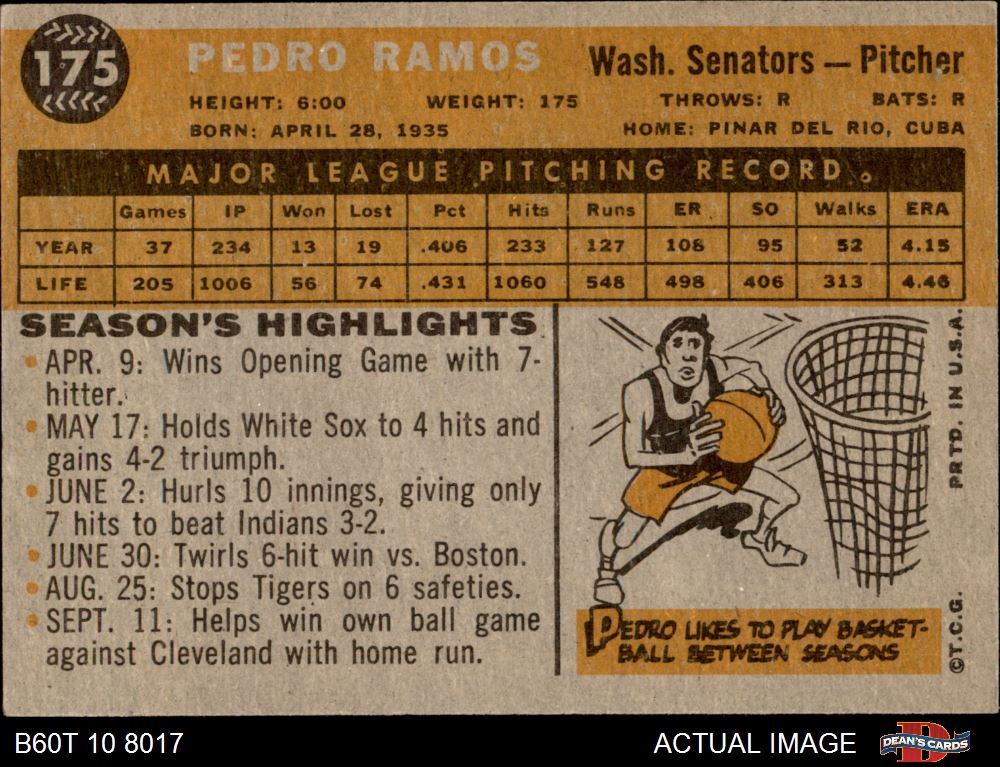 175
PEDRO RAMOS
Wash. Senators — Pitcher
HEIGHT: 6:00 WEIGHT: 175 THROWS: R BATS: R
BORN: APRIL 28, 1935 HOME: PINAR DEL RIO, CUBA
MAJOR LEAGUE PITCHING RECORD
Games IP Won Lost Pct Hits Runs ER SO Walks ERA
YEAR 37 234 13 19 .406 233 127 108 95 52 4.15
LIFE 205 1006 56 74 .431 1060 548 498 406 313 4.46
SEASON'S HIGHLIGHTS
• APR. 9: Wins Opening Game with 7-
hitter.
• MAY 17: Holds White Sox to 4 hits and
gains 4-2 triumph.
• JUNE 2: Hurls 10 innings, giving only
7 hits to beat Indians 3-2.
• JUNE 30: Twirls 6-hit win vs. Boston.
• AUG. 25: Stops Tigers on 6 safeties.
• SEPT. 11: Helps win own ball game
against Cleveland with home run.
PEDRO LIKES TO PLAY BASKET-
BALL BETWEEN SEASONS
©T.C.G. PRTD. IN U.S.A.
B60T 10 8017
ACTUAL IMAGE
DEAN'S CARDS